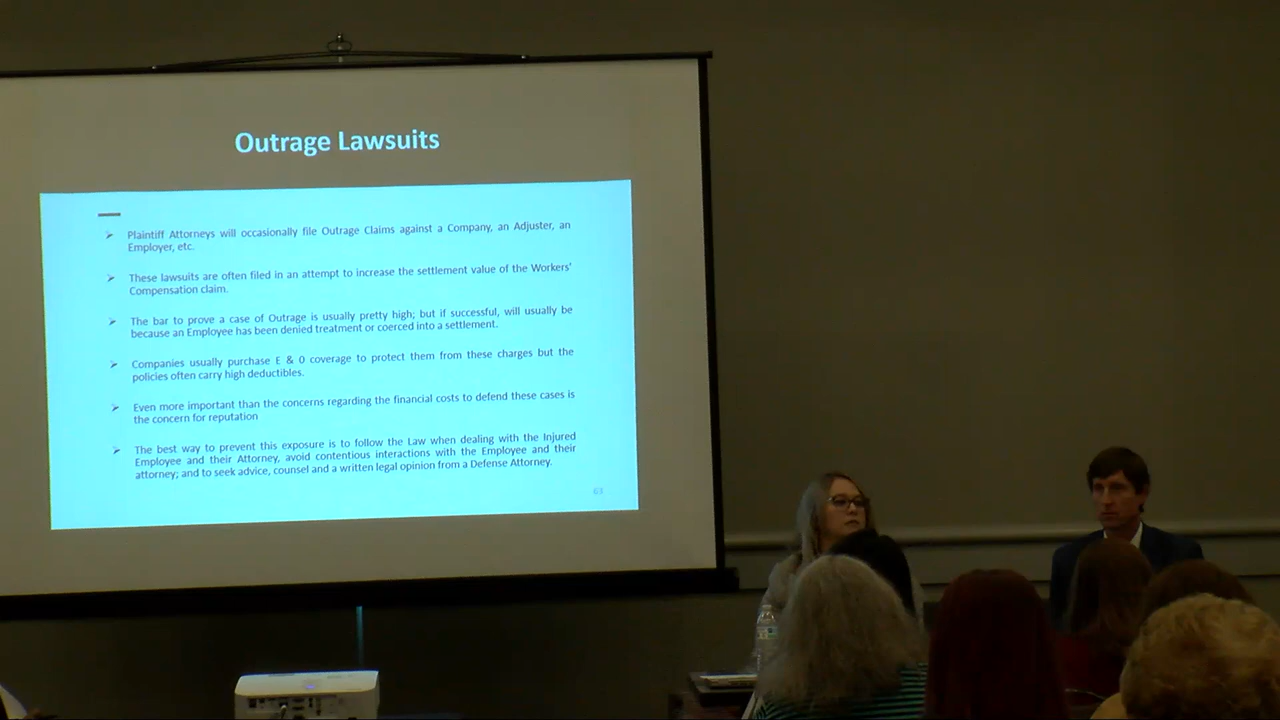 Outrage Lawsuits
Plaintiff Attorneys will occasionally file Outrage Claims against a Company, an Adjuster, an
Employer, etc.
These lawsuits are often filed in an attempt to increase the settlement value of the Workers'
Compensation claim.
The bar to prove a case of Outrage is usually pretty high; but if successful, will usually be
because an Employee has been denied treatment or coerced into a settlement.
Companies usually purchase E & O coverage to protect them from these charges but the
policies often carry high deductibles.
Even more important than the concerns regarding the financial costs to defend these cases is
the concern for reputation
The best way to prevent this exposure is to follow the Law when dealing with the Injured
Employee and their Attorney, avoid contentious interactions with the Employee and their
attorney; and to seek advice, counsel and a written legal opinion from a Defense Attorney.
63